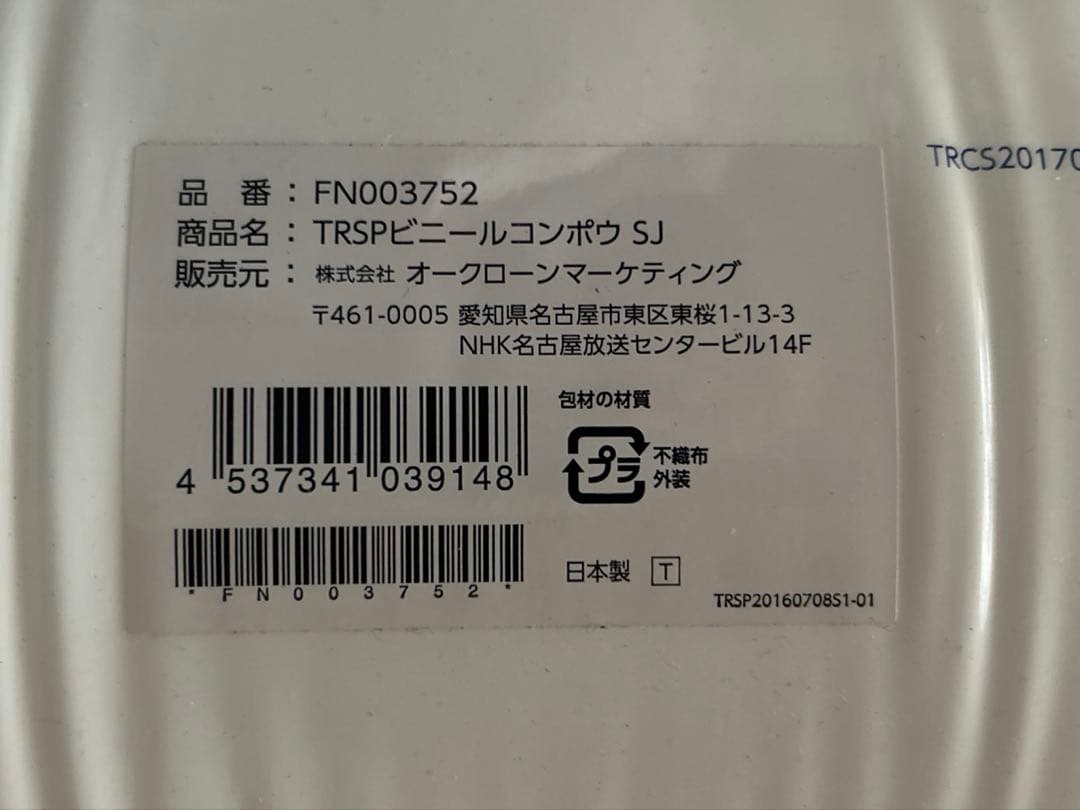 TRCS20170
品　番：FN003752
商品名：TRSPビニールコンポウ SJ
販売元：株式会社 オークローンマーケティング
〒461-0005 愛知県名古屋市東区東桜1-13-3
NHK名古屋放送センタービル14F
4 537341 039148
包材の材質
プラ
不織布
外装
*FN003752*
日本製 T
TRSP20160708S1-01